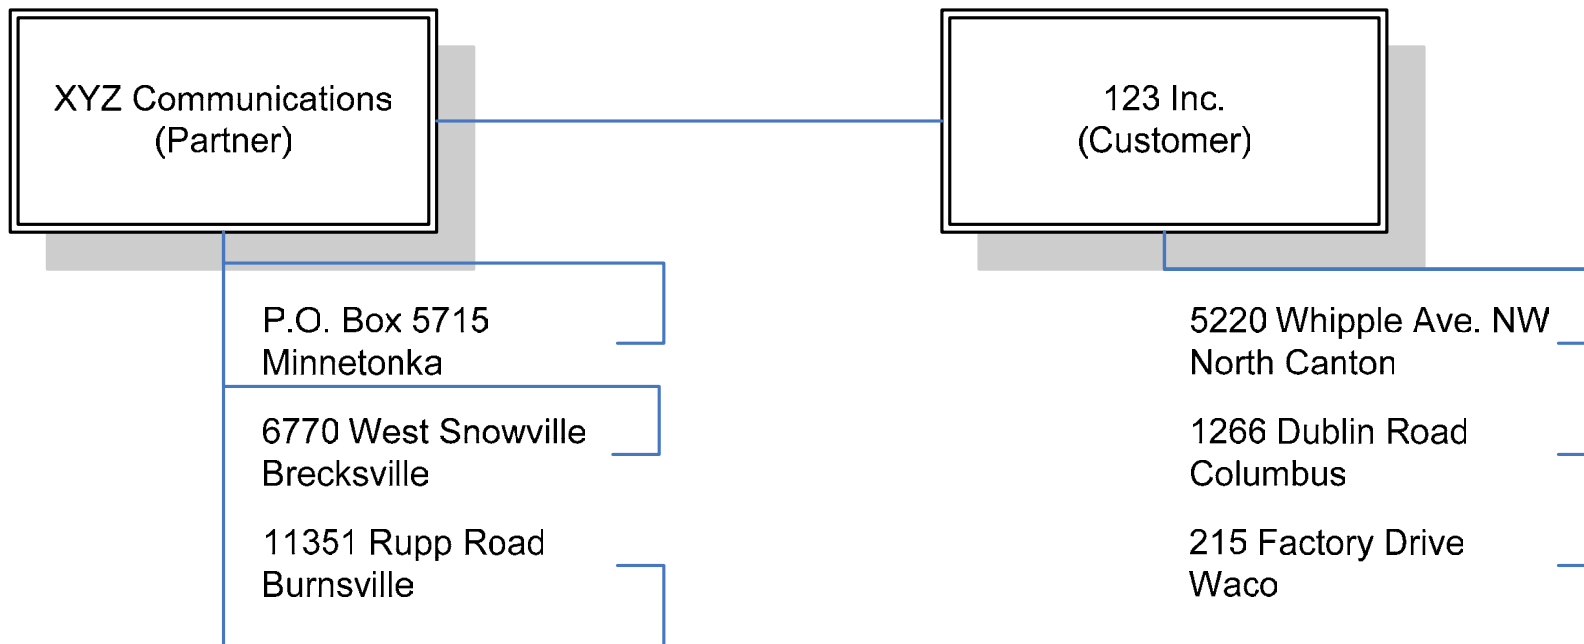 XYZ Communications
(Partner)
123 Inc.
(Customer)
P.O. Box 5715
Minnetonka
6770 West Snowville
Brecksville
11351 Rupp Road
Burnsville
5220 Whipple Ave. NW
North Canton
1266 Dublin Road
Columbus
215 Factory Drive
Waco